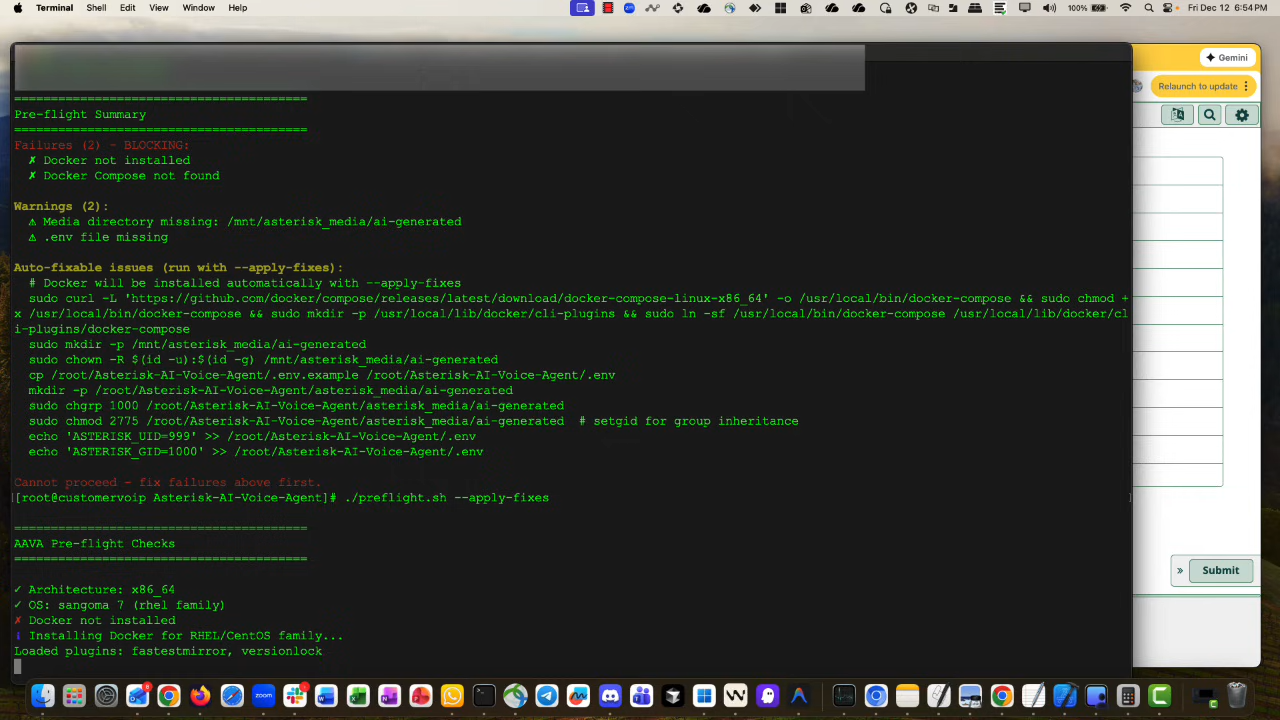 Terminal Shell Edit View Window Help 100% Fri Dec 12 6:54 PM
Gemini
Relaunch to update
========================================
Pre-flight Summary
========================================
Failures (2) - BLOCKING:
✗ Docker not installed
✗ Docker Compose not found
Warnings (2):
⚠ Media directory missing: /mnt/asterisk_media/ai-generated
⚠ .env file missing
Auto-fixable issues (run with --apply-fixes):
# Docker will be installed automatically with --apply-fixes
sudo curl -L 'https://github.com/docker/compose/releases/latest/download/docker-compose-linux-x86_64' -o /usr/local/bin/docker-compose && sudo chmod +
x /usr/local/bin/docker-compose && sudo mkdir -p /usr/local/lib/docker/cli-plugins && sudo ln -sf /usr/local/bin/docker-compose /usr/local/lib/docker/cl
i-plugins/docker-compose
sudo mkdir -p /mnt/asterisk_media/ai-generated
sudo chown -R $(id -u):$(id -g) /mnt/asterisk_media/ai-generated
cp /root/Asterisk-AI-Voice-Agent/.env.example /root/Asterisk-AI-Voice-Agent/.env
mkdir -p /root/Asterisk-AI-Voice-Agent/asterisk_media/ai-generated
sudo chgrp 1000 /root/Asterisk-AI-Voice-Agent/asterisk_media/ai-generated
sudo chmod 2775 /root/Asterisk-AI-Voice-Agent/asterisk_media/ai-generated # setgid for group inheritance
echo 'ASTERISK_UID=999' >> /root/Asterisk-AI-Voice-Agent/.env
echo 'ASTERISK_GID=1000' >> /root/Asterisk-AI-Voice-Agent/.env
Cannot proceed - fix failures above first.
[root@customervoip Asterisk-AI-Voice-Agent]# ./preflight.sh --apply-fixes
========================================
AAVA Pre-flight Checks
========================================
✓ Architecture: x86_64
✓ OS: sangoma 7 (rhel family)
✗ Docker not installed
ℹ Installing Docker for RHEL/CentOS family...
Loaded plugins: fastestmirror, versionlock
» Submit
zoom